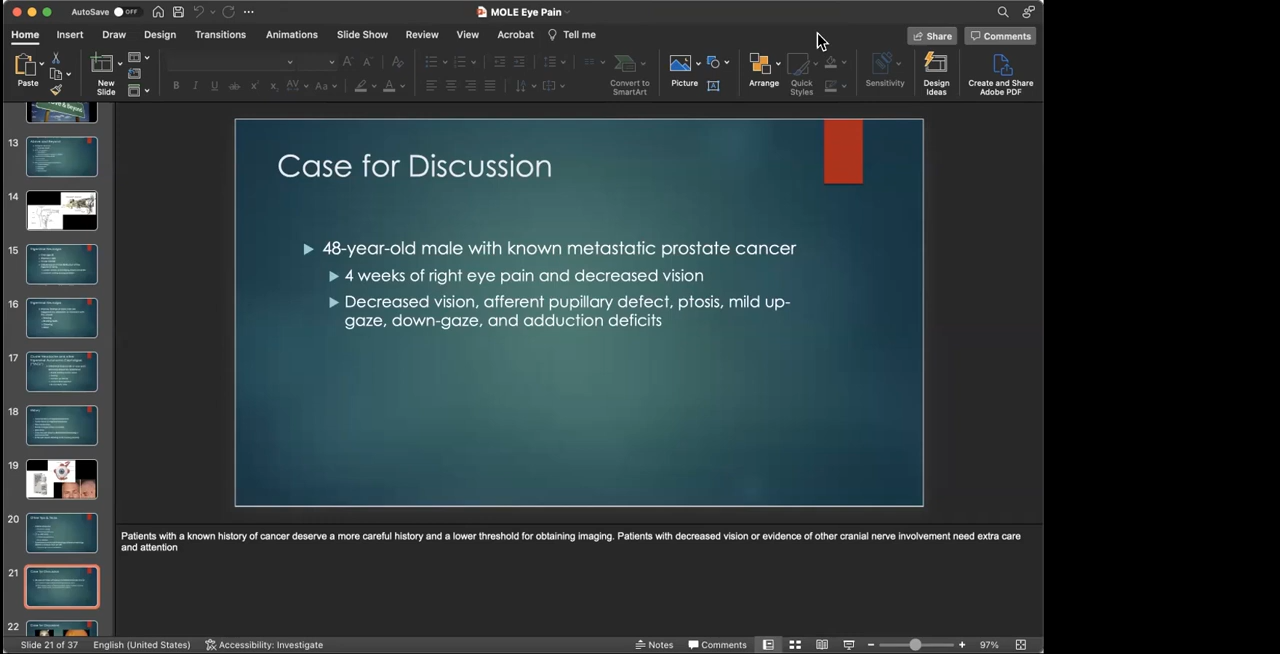 AutoSave OFF
MOLE Eye Pain
Home Insert Draw Design Transitions Animations Slide Show Review View Acrobat Tell me
Share Comments
Paste
New
Slide
Convert to
SmartArt
Picture
Arrange
Quick
Styles
Sensitivity
Design
Ideas
Create and Share
Adobe PDF
13
14
15
16
17
18
19
20
21
22
Case for Discussion
48-year-old male with known metastatic prostate cancer
4 weeks of right eye pain and decreased vision
Decreased vision, afferent pupillary defect, ptosis, mild up-
gaze, down-gaze, and adduction deficits
Patients with a known history of cancer deserve a more careful history and a lower threshold for obtaining imaging. Patients with decreased vision or evidence of other cranial nerve involvement need extra care
and attention
Slide 21 of 37 English (United States) Accessibility: Investigate Notes Comments 97%